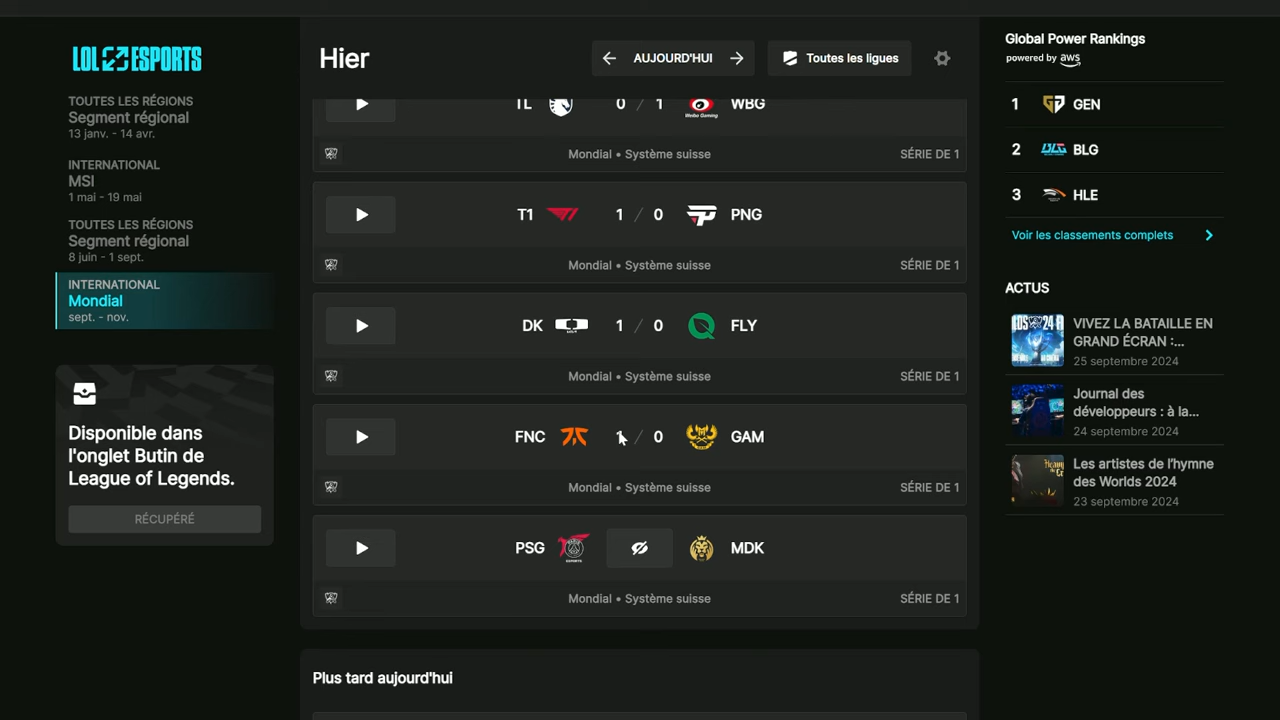 LOL ESPORTS
TOUTES LES RÉGIONS
Segment régional
13 janv. - 14 avr.
INTERNATIONAL
MSI
1 mai - 19 mai
TOUTES LES RÉGIONS
Segment régional
8 juin - 1 sept.
INTERNATIONAL
Mondial
sept. - nov.
Disponible dans
l'onglet Butin de
League of Legends.
RÉCUPÉRÉ
Hier
AUJOURD'HUI
Toutes les ligues
TL 0 / 1 Weibo Gaming WBG
Mondial • Système suisse SÉRIE DE 1
T1 1 / 0 PNG
Mondial • Système suisse SÉRIE DE 1
DK 1 / 0 FLY
Mondial • Système suisse SÉRIE DE 1
FNC 1 / 0 GAM
Mondial • Système suisse SÉRIE DE 1
PSG MDK
Mondial • Système suisse SÉRIE DE 1
Plus tard aujourd'hui
Global Power Rankings
powered by aws
1 GEN
2 BLG BLG
3 HLE
Voir les classements complets
ACTUS
VIVEZ LA BATAILLE EN
GRAND ÉCRAN :...
25 septembre 2024
Journal des
développeurs : à la...
24 septembre 2024
Les artistes de l'hymne
des Worlds 2024
23 septembre 2024